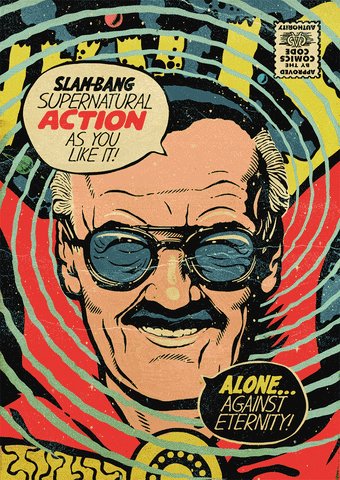 SLAM-BANG
SUPERNATURAL
ACTION
AS YOU
LIKE IT!
APPROVED
BY THE
COMICS
CODE
AUTHORITY
ALONE...
AGAINST
ETERNITY!